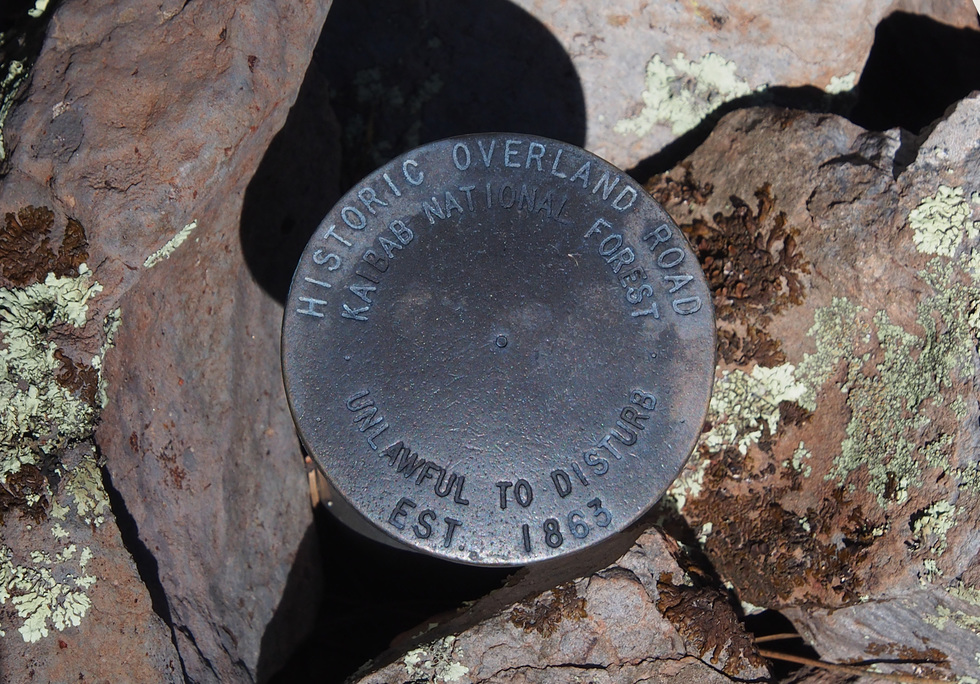 HISTORIC OVERLAND ROAD
KAIBAB NATIONAL FOREST
UNLAWFUL TO DISTURB
EST. 1863